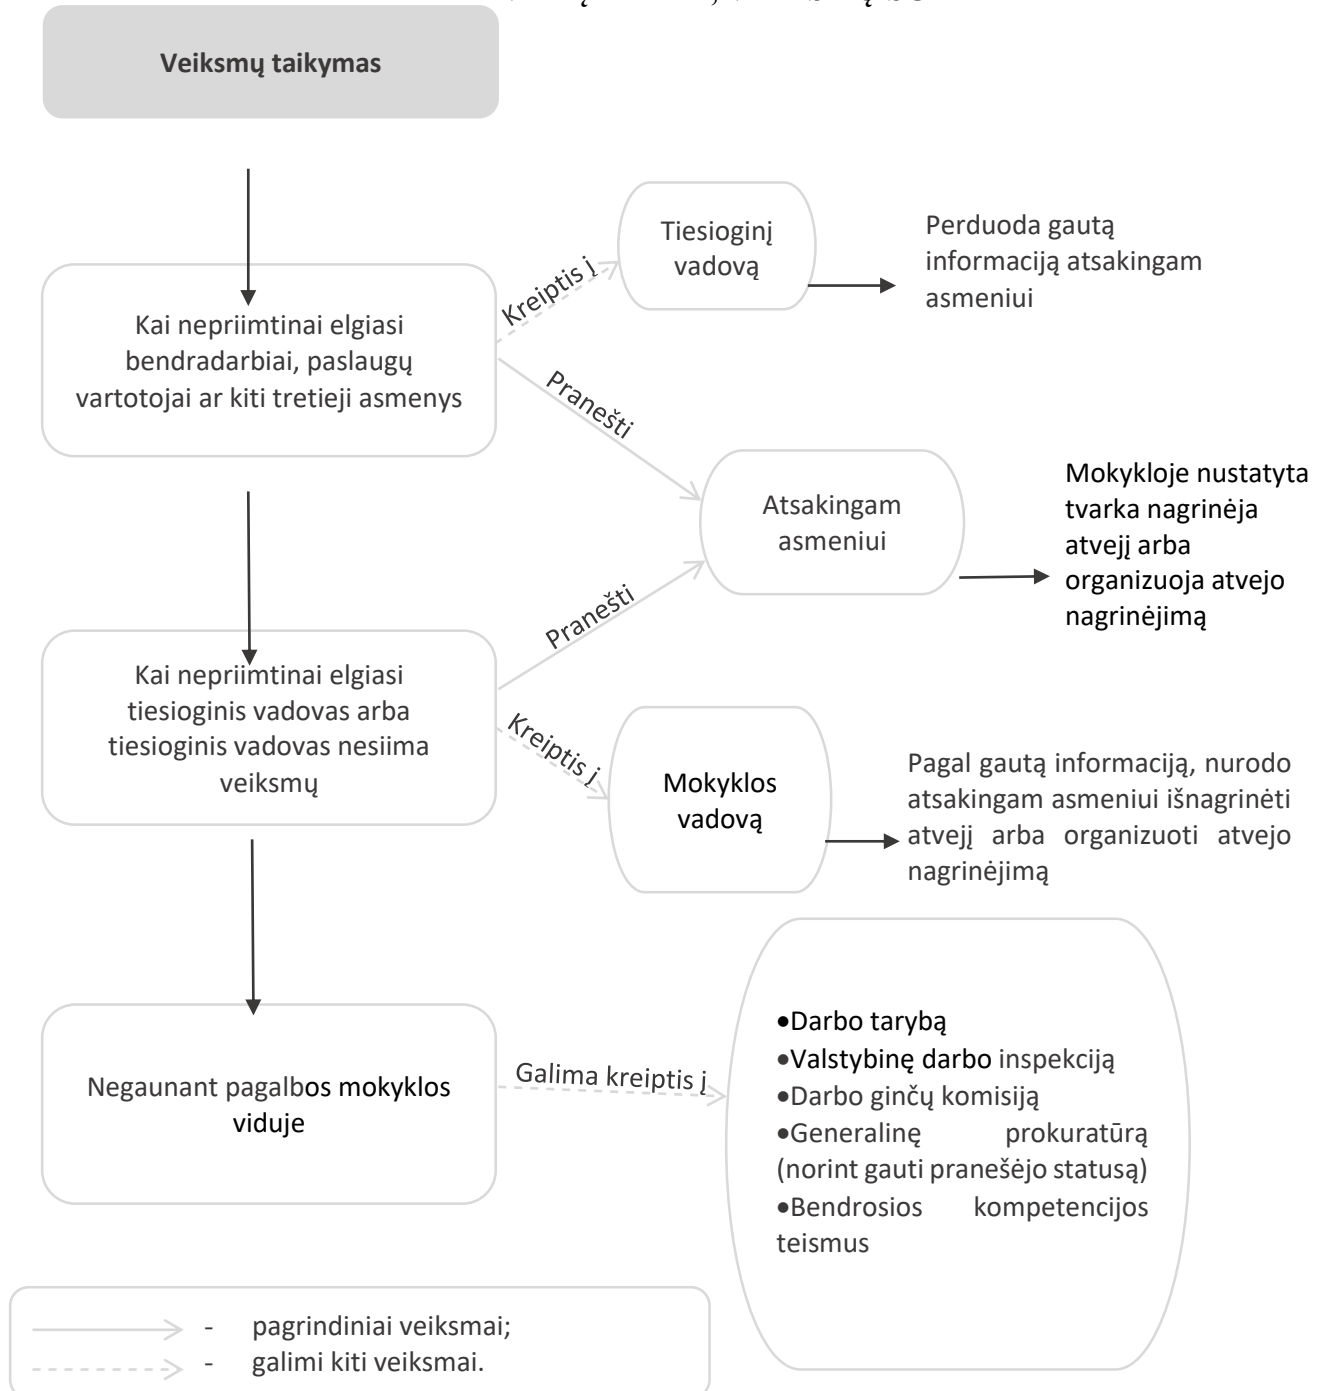 Veiksmų taikymas
Tiesioginį
vadovą
Perduoda gautą
informaciją atsakingam
asmeniui
Kreiptis į
Kai nepriimtinai elgiasi
bendradarbiai, paslaugų
vartotojai ar kiti tretieji asmenys
Pranešti
Atsakingam
asmeniui
Mokykloje nustatyta
tvarka nagrinėja
atvejį arba
organizuoja atvejo
nagrinėjimą
Pranešti
Kai nepriimtinai elgiasi
tiesioginis vadovas arba
tiesioginis vadovas nesiima
veiksmų
Kreiptis į
Mokyklos
vadovą
Pagal gautą informaciją, nurodo
atsakingam asmeniui išnagrinėti
atvejį arba organizuoti atvejo
nagrinėjimą
Negaunant pagalbos mokyklos
viduje
Galima kreiptis į
•Darbo tarybą
•Valstybinę darbo inspekciją
•Darbo ginčų komisiją
•Generalinę prokuratūrą
(norint gauti pranešėjo statusą)
•Bendrosios kompetencijos
teismus
- pagrindiniai veiksmai;
- galimi kiti veiksmai.